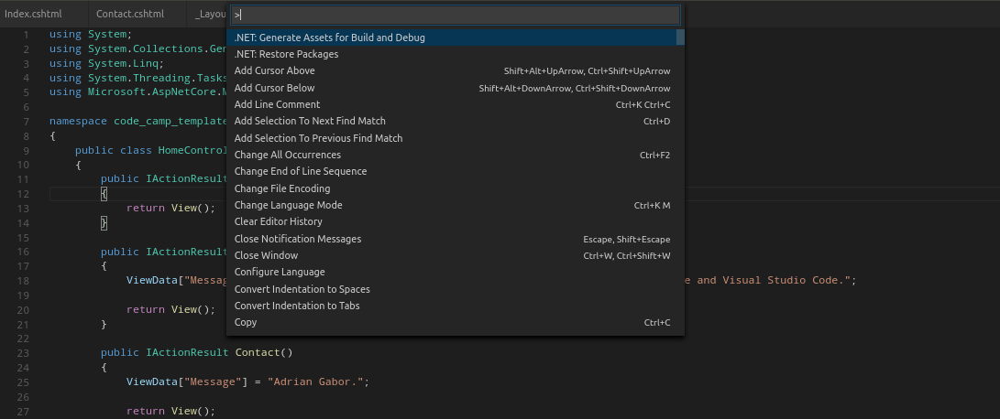 Index.cshtml Contact.cshtml _Layou
>
.NET: Generate Assets for Build and Debug
.NET: Restore Packages
Add Cursor Above Shift+Alt+UpArrow, Ctrl+Shift+UpArrow
Add Cursor Below Shift+Alt+DownArrow, Ctrl+Shift+DownArrow
Add Line Comment Ctrl+K Ctrl+C
Add Selection To Next Find Match Ctrl+D
Add Selection To Previous Find Match
Change All Occurrences Ctrl+F2
Change End of Line Sequence
Change File Encoding
Change Language Mode Ctrl+K M
Clear Editor History
Close Notification Messages Escape, Shift+Escape
Close Window Ctrl+W, Ctrl+Shift+W
Configure Language
Convert Indentation to Spaces
Convert Indentation to Tabs
Copy Ctrl+C
1 using System;
2 using System.Collections.Gen
3 using System.Linq;
4 using System.Threading.Tasks
5 using Microsoft.AspNetCore.M
6
7 namespace code_camp_template
8 {
9 public class HomeControl
10 {
11 public IActionResult
12 {
13 return View();
14 }
15
16 public IActionResult
17 {
18 ViewData["Messag e and Visual Studio Code.";
19
20 return View();
21 }
22
23 public IActionResult Contact()
24 {
25 ViewData["Message"] = "Adrian Gabor.";
26
27 return View();